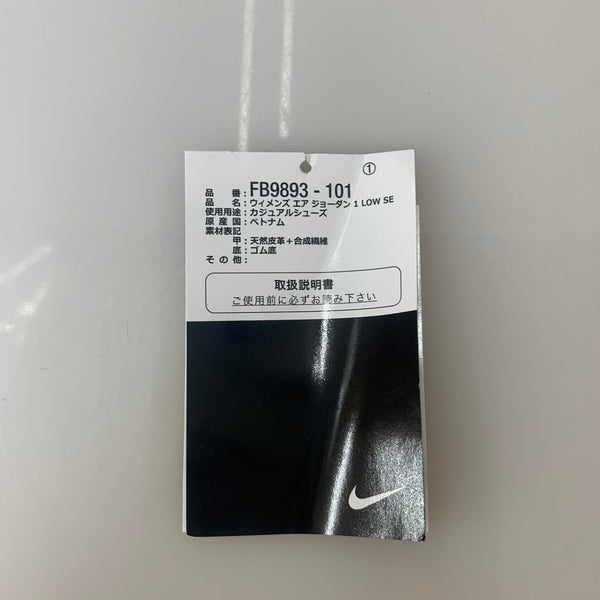 ①
品番：FB9893 - 101
品名：ウィメンズ エア ジョーダン 1 LOW SE
使用用途：カジュアルシューズ
原産国：ベトナム
素材表記
甲：天然皮革＋合成繊維
底：ゴム底
その他：
取扱説明書
ご使用前に必ずお読み下さい